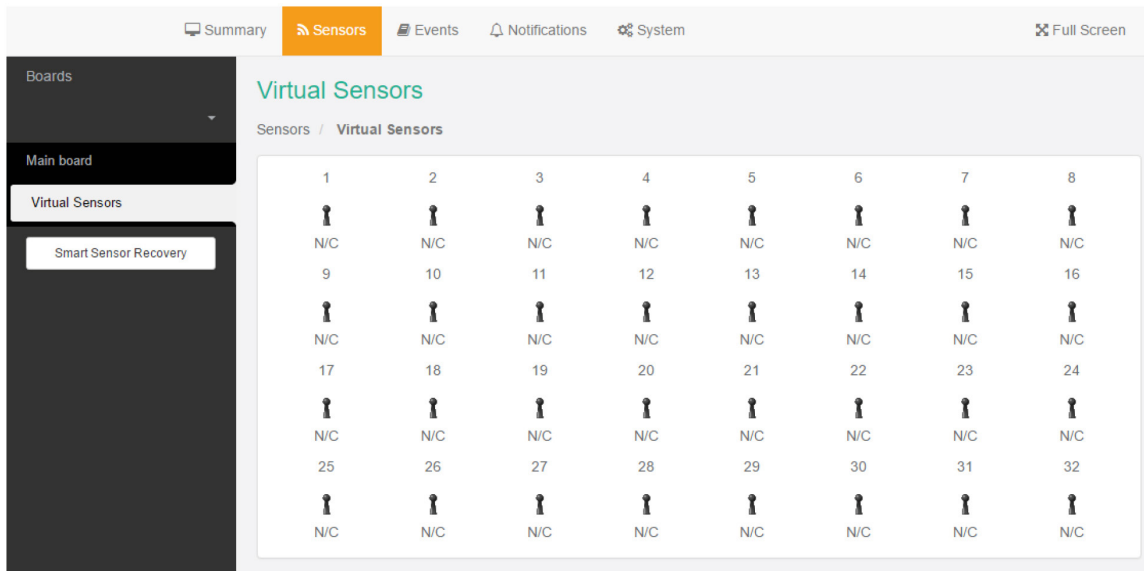 Summary Sensors Events Notifications System Full Screen
Boards
Main board
Virtual Sensors
Smart Sensor Recovery
Virtual Sensors
Sensors / Virtual Sensors
1 2 3 4 5 6 7 8
N/C N/C N/C N/C N/C N/C N/C N/C
9 10 11 12 13 14 15 16
N/C N/C N/C N/C N/C N/C N/C N/C
17 18 19 20 21 22 23 24
N/C N/C N/C N/C N/C N/C N/C N/C
25 26 27 28 29 30 31 32
N/C N/C N/C N/C N/C N/C N/C N/C